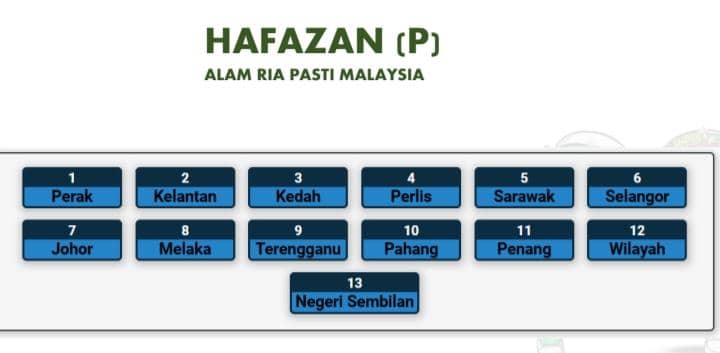 HAFAZAN (P)
ALAM RIA PASTI MALAYSIA
1 2 3 4 5 6
Perak Kelantan Kedah Perlis Sarawak Selangor
7 8 9 10 11 12
Johor Melaka Terengganu Pahang Penang Wilayah
13
Negeri Sembilan